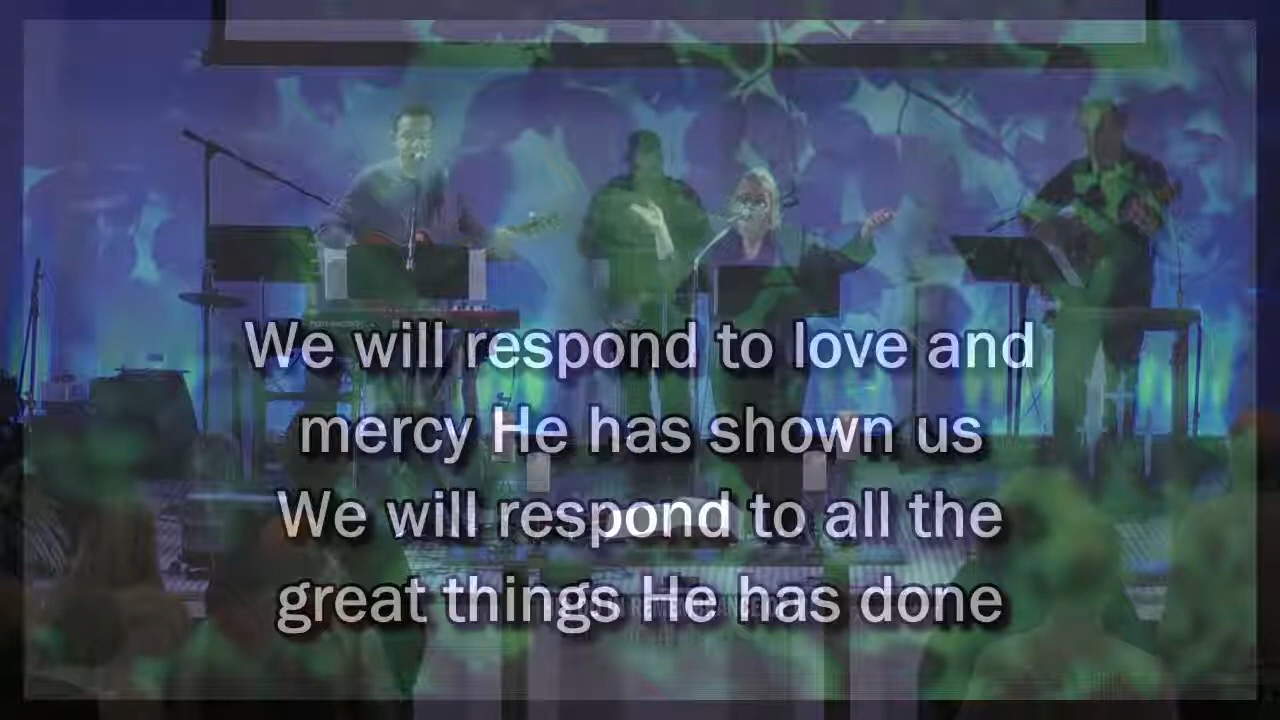 We will respond to love and
mercy He has shown us
We will respond to all the
great things He has done